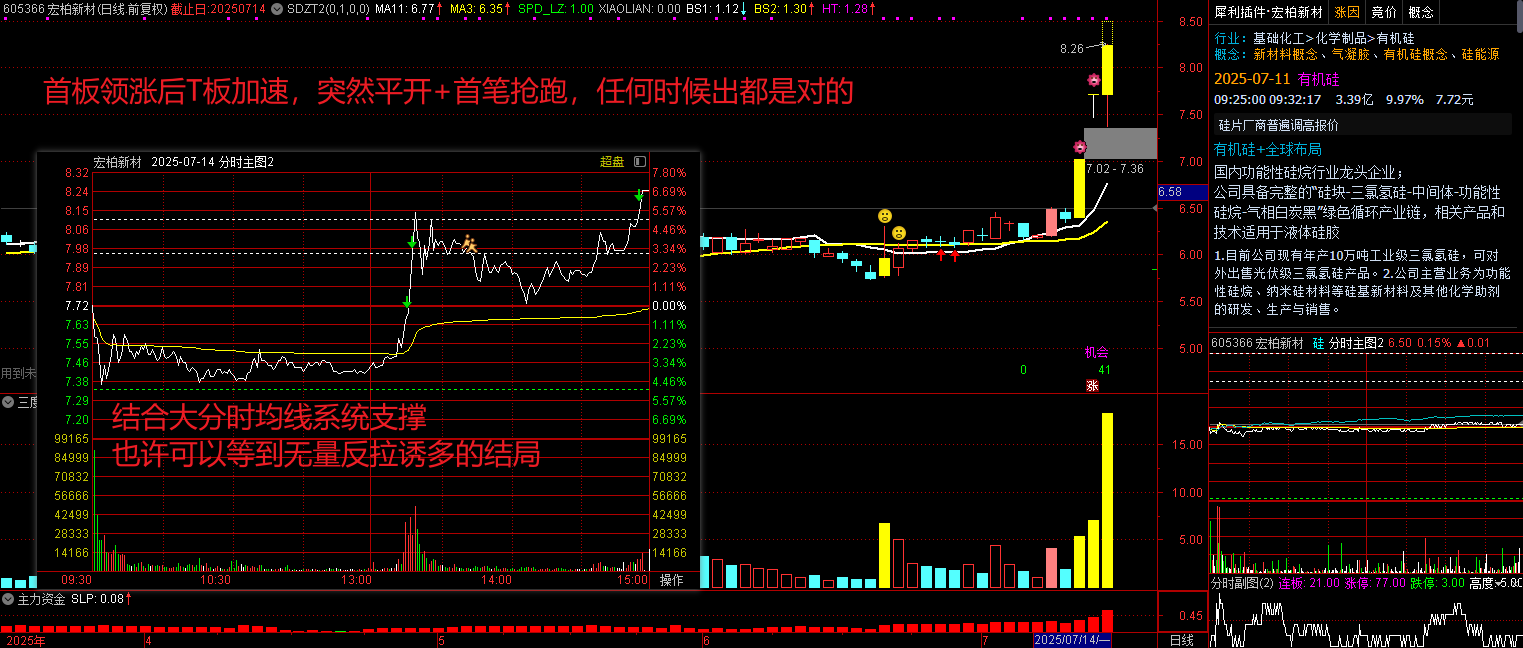 605366 宏柏新材(日线.前复权) 截止日:20250714 SDZT2(0,1,0,0) MA11: 6.77↑ MA3: 6.35↑ SPD_LZ: 1.00 XIAOLIAN: 0.00 BS1: 1.12↓ BS2: 1.30↑ HT: 1.28↑
首板领涨后T板加速，突然平开+首笔抢跑，任何时候出都是对的
8.26
7.02 - 7.36
机会
0
41
涨
8.50
8.00
7.50
7.00
6.58
6.50
6.00
5.50
5.00
15.00
10.00
5.00
0.45
宏柏新材 2025-07-14 分时主图2 超盘
8.32 7.80%
8.24 6.69%
8.15 5.57%
8.06 4.46%
7.98 3.34%
7.89 2.23%
7.81 1.11%
7.72 0.00%
7.63 1.11%
7.55 2.23%
7.46 3.34%
7.38 4.46%
7.29 5.57%
7.20 6.69%
99165 99165
84999 84999
70832 70832
56666 56666
42499 42499
28333 28333
14166 14166
结合大分时均线系统支撑
也许可以等到无量反拉诱多的结局
09:30 10:30 13:00 14:00 15:00 操作
用到未
三度
主力资金 SLP: 0.08↑
2025年 4 5 6 7 2025/07/14/一 日线
犀利插件·宏柏新材 涨因 竞价 概念
行业: 基础化工>化学制品>有机硅
概念: 新材料概念、气凝胶、有机硅概念、硅能源
2025-07-11 有机硅
09:25:00 09:32:17 3.39亿 9.97% 7.72元
硅片厂商普遍调高报价
有机硅+全球布局
国内功能性硅烷行业龙头企业；
公司具备完整的“硅块-三氯氢硅-中间体-功能性
硅烷-气相白炭黑”绿色循环产业链，相关产品和
技术适用于液体硅胶
1.目前公司现有年产10万吨工业级三氯氢硅，可对
外出售光伏级三氯氢硅产品。2.公司主营业务为功能
性硅烷、纳米硅材料等硅基新材料及其他化学助剂
的研发、生产与销售。
605366 宏柏新材 硅 分时主图2 6.50 0.15% ▲0.01
分时副图(2) 连板: 21.00 涨停: 77.00 跌停: 3.00 高度